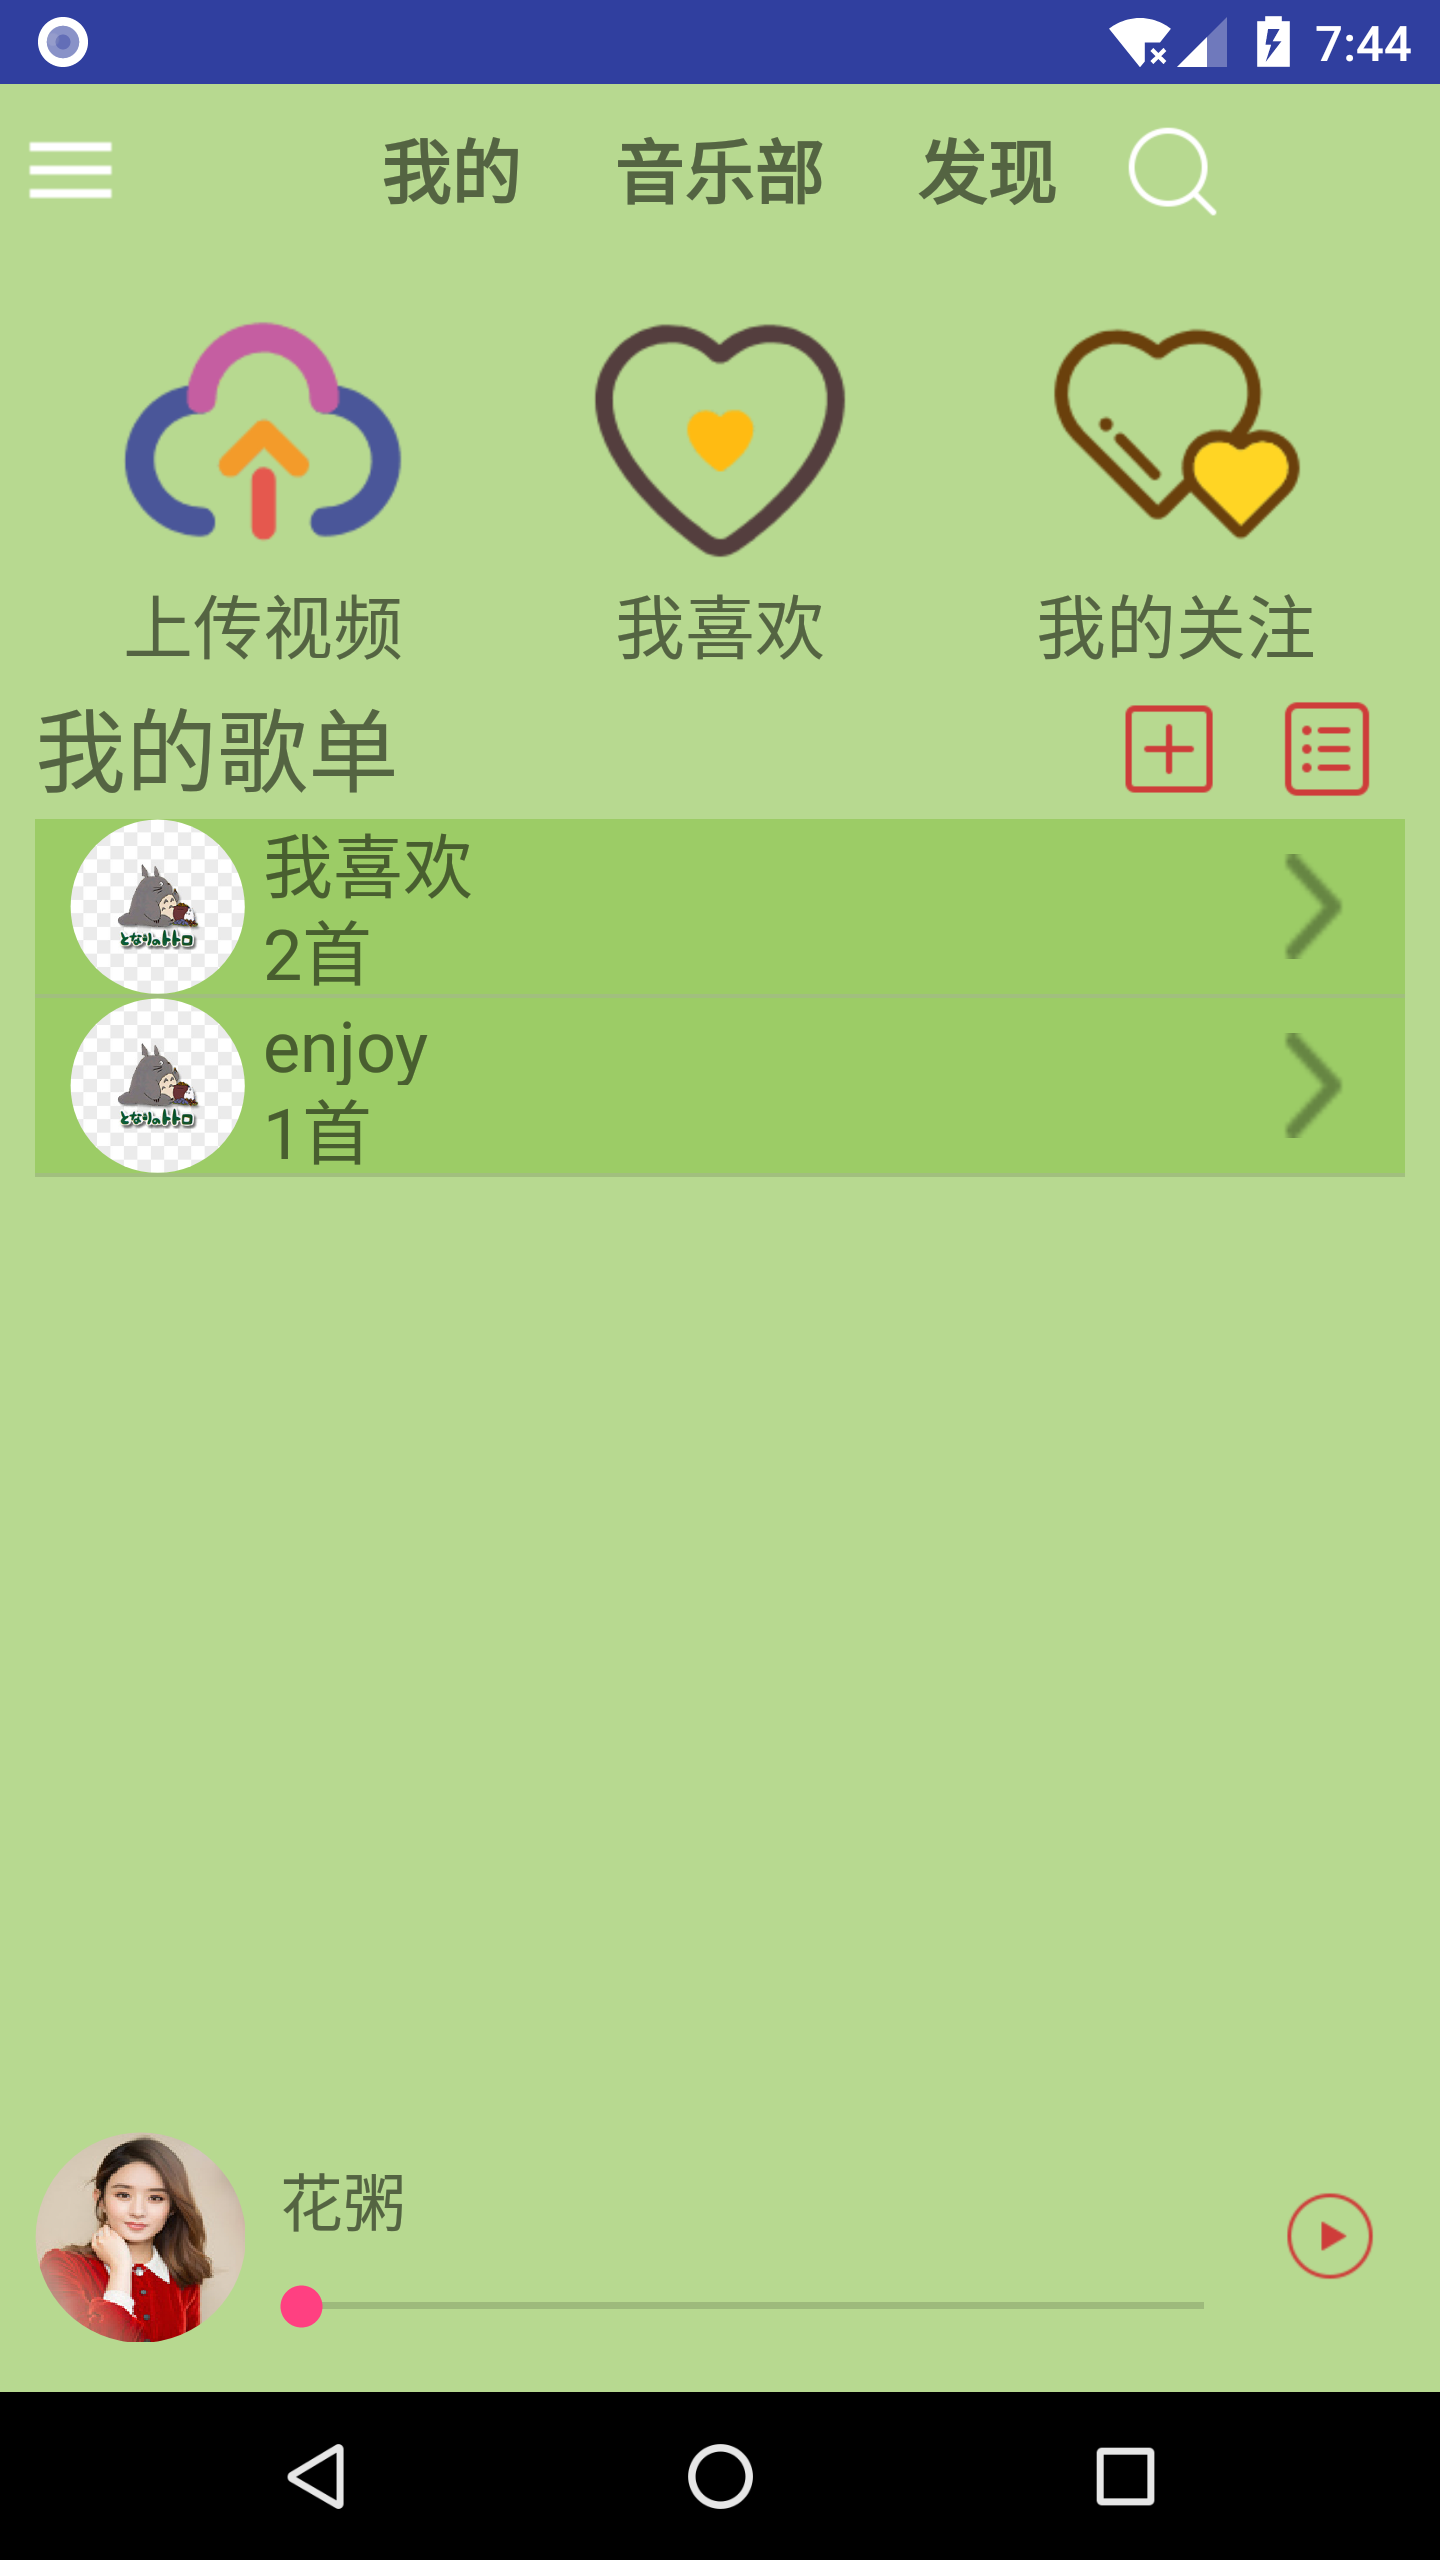 7:44
我的 音乐部 发现
上传视频 我喜欢 我的关注
我的歌单
我喜欢
2首
となりのトトロ
enjoy
1首
となりのトトロ
花粥